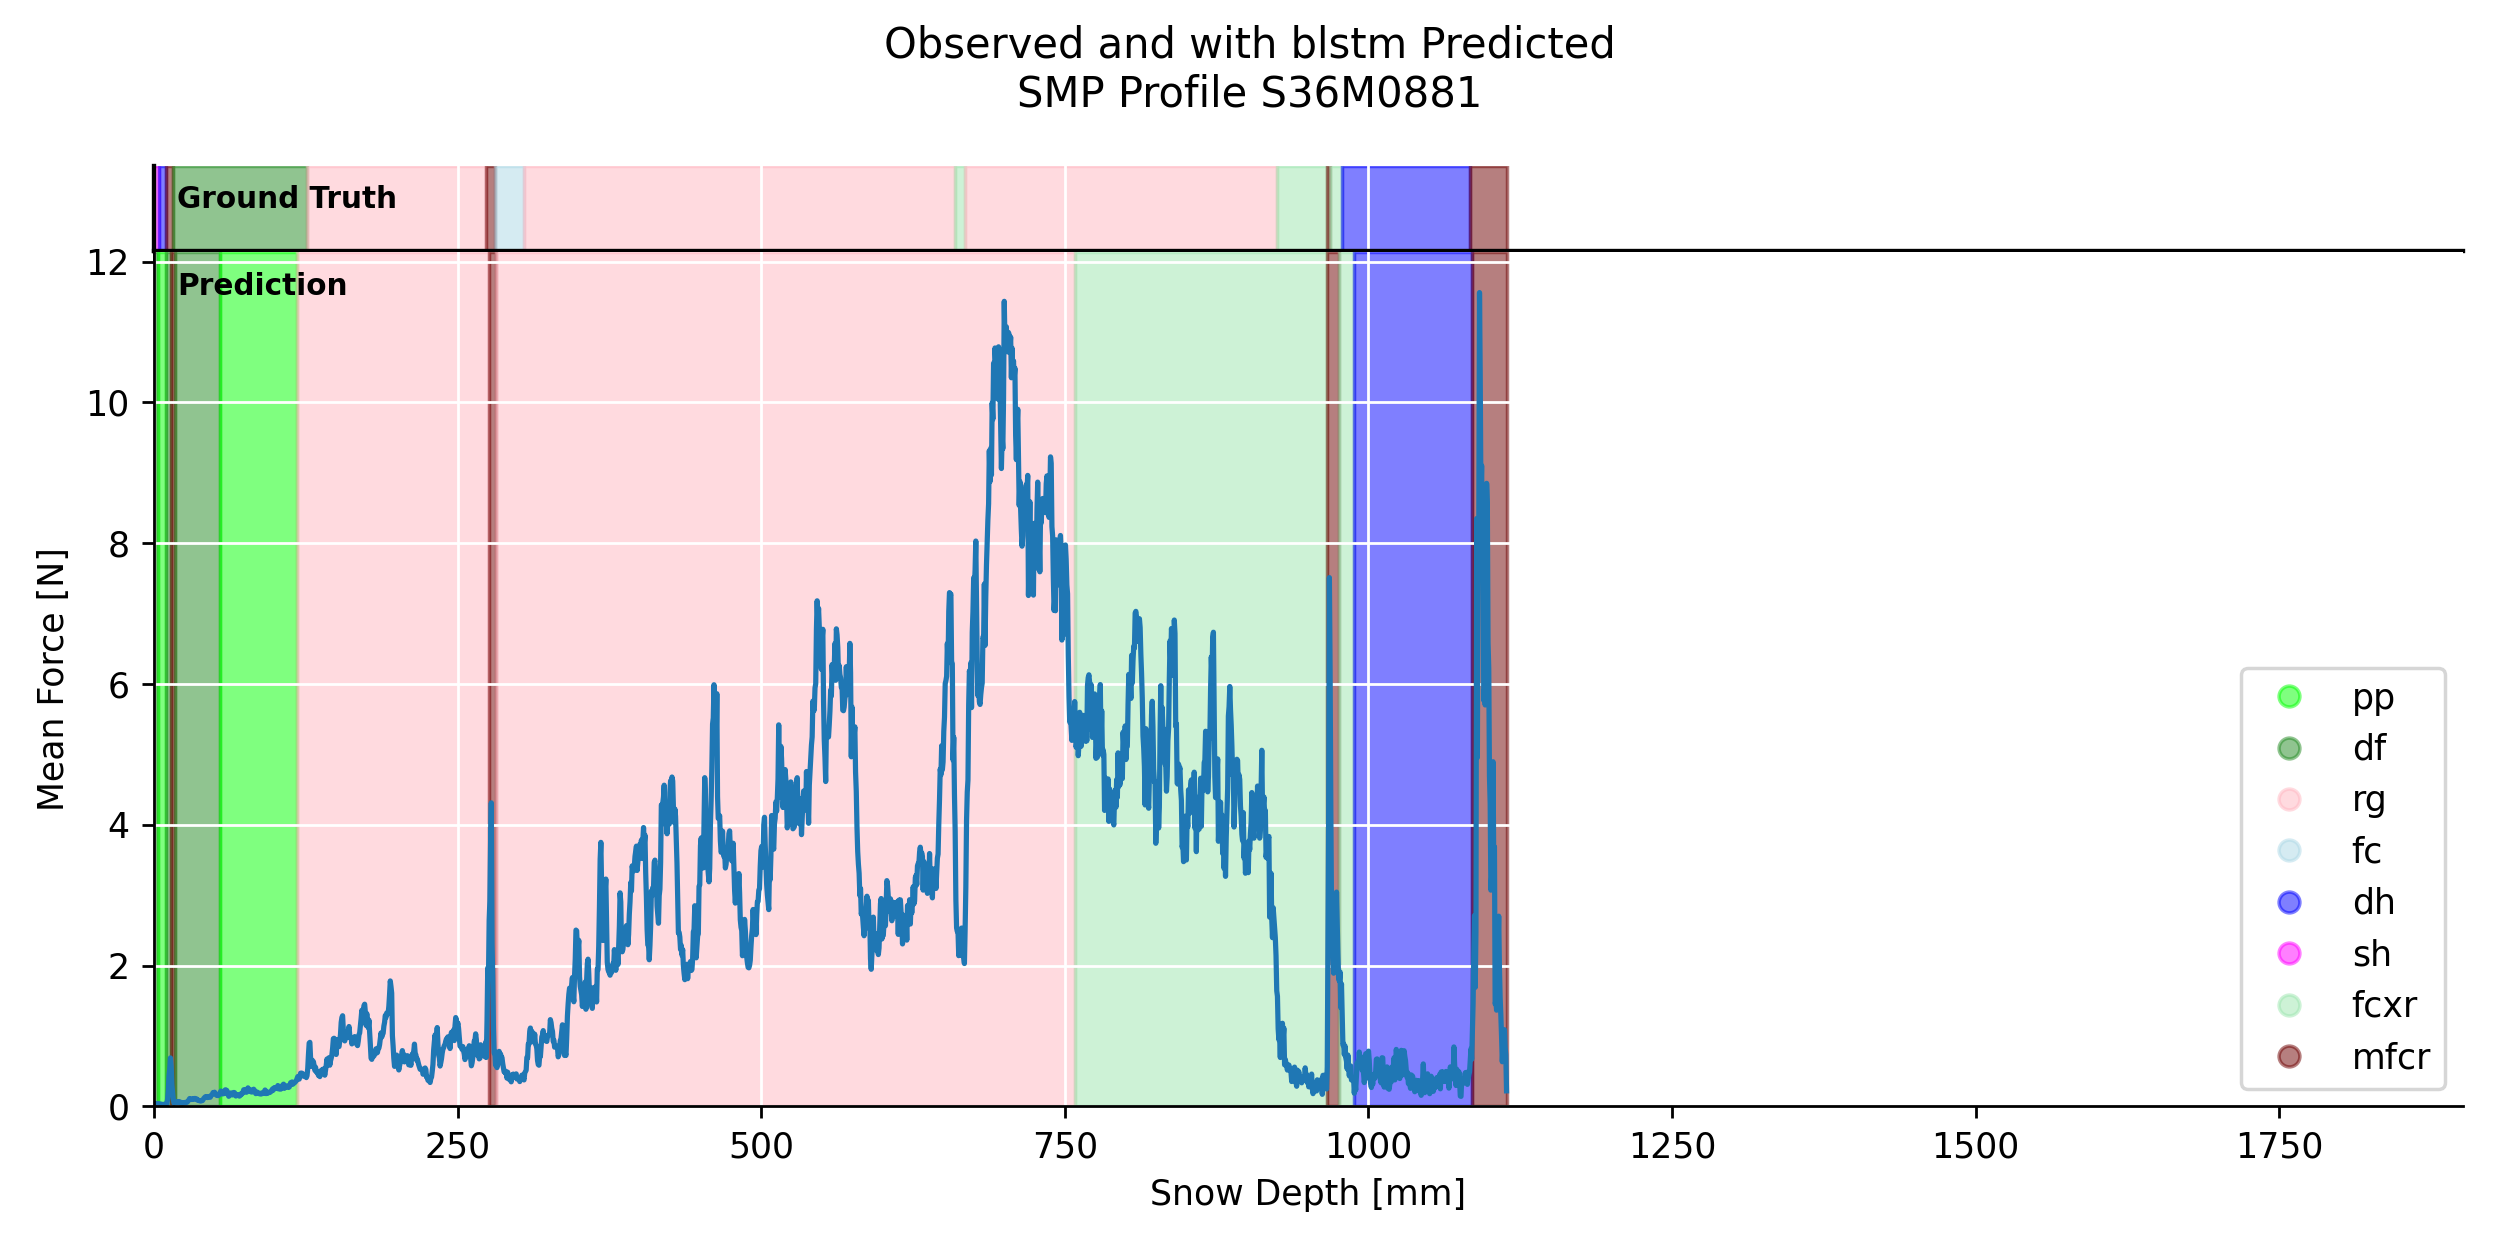 Observed and with blstm Predicted
SMP Profile S36M0881
Ground Truth
Prediction
12
10
8
6
4
2
0
Mean Force [N]
0 250 500 750 1000 1250 1500 1750
Snow Depth [mm]
pp
df
rg
fc
dh
sh
fcxr
mfcr